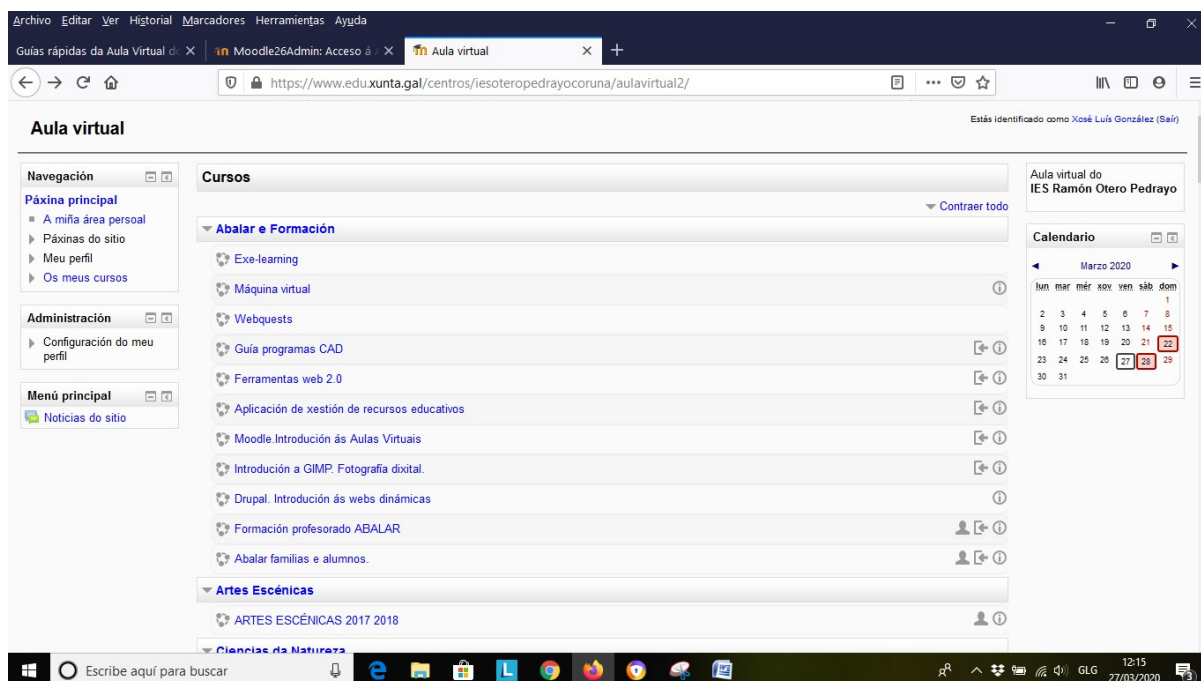 Archivo Editar Ver Historial Marcadores Herramientas Ayuda
Guías rápidas da Aula Virtual do
Moodle26Admin: Acceso á
Aula virtual
https://www.edu.xunta.gal/centros/iesoteropedrayocoruna/aulavirtual2/
Aula virtual
Estás identificado como Xosé Luís González (Saír)
Navegación
Páxina principal
A miña área persoal
Páxinas do sitio
Meu perfil
Os meus cursos
Administración
Configuración do meu
perfil
Menú principal
Noticias do sitio
Cursos
Contraer todo
Abalar e Formación
Exe-learning
Máquina virtual
Webquests
Guía programas CAD
Ferramentas web 2.0
Aplicación de xestión de recursos educativos
Moodle.Introdución ás Aulas Virtuais
Introdución a GIMP. Fotografía dixital.
Drupal. Introdución ás webs dinámicas
Formación profesorado ABALAR
Abalar familias e alumnos.
Artes Escénicas
ARTES ESCÉNICAS 2017 2018
Ciencias da Natureza
Aula virtual do
IES Ramón Otero Pedrayo
Calendario
Marzo 2020
lun mar mér xov ven sáb dom
1
2 3 4 5 6 7 8
9 10 11 12 13 14 15
16 17 18 19 20 21 22
23 24 25 26 27 28 29
30 31
Escribe aquí para buscar
GLG
12:15
27/03/2020